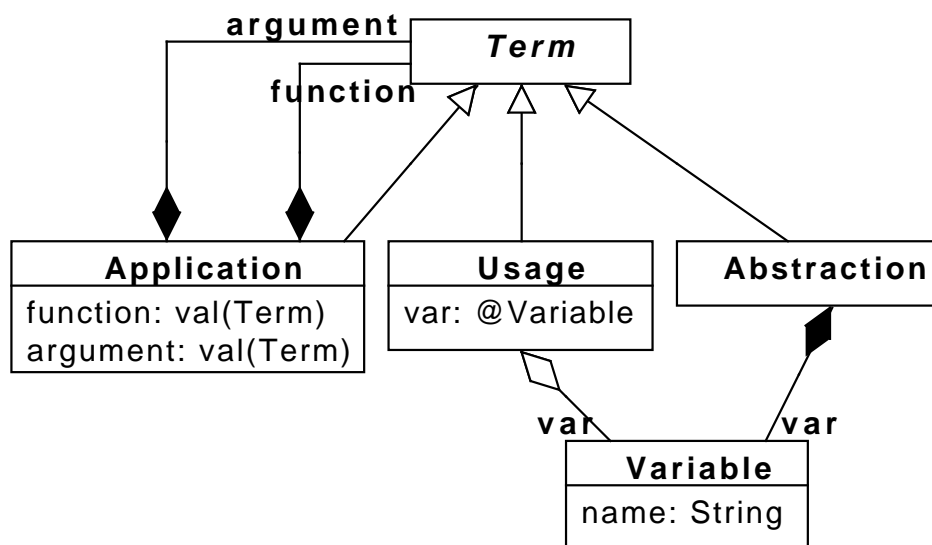 argument
Term
function
Application
function: val(Term)
argument: val(Term)
Usage
var: @Variable
Abstraction
var
var
Variable
name: String